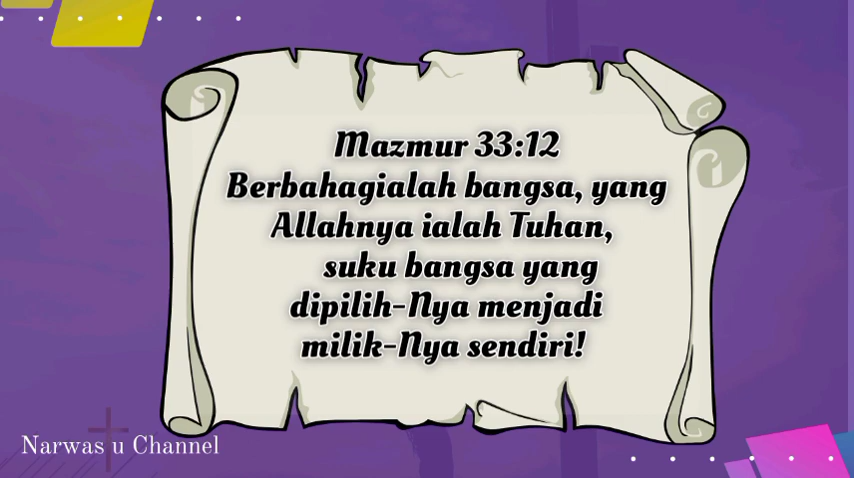 Mazmur 33:12
Berbahagialah bangsa, yang
Allahnya ialah Tuhan,
suku bangsa yang
dipilih-Nya menjadi
milik-Nya sendiri!
Narwas u Channel